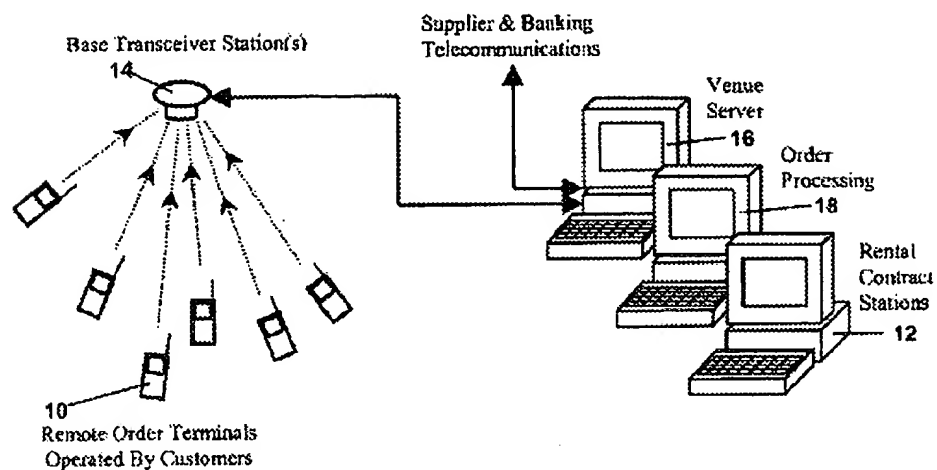 Supplier & Banking
Telecommunications
Base Transceiver Station(s)
14
Venue
Server
16
Order
Processing
18
Rental
Contract
Stations
12
10
Remote Order Terminals
Operated By Customers